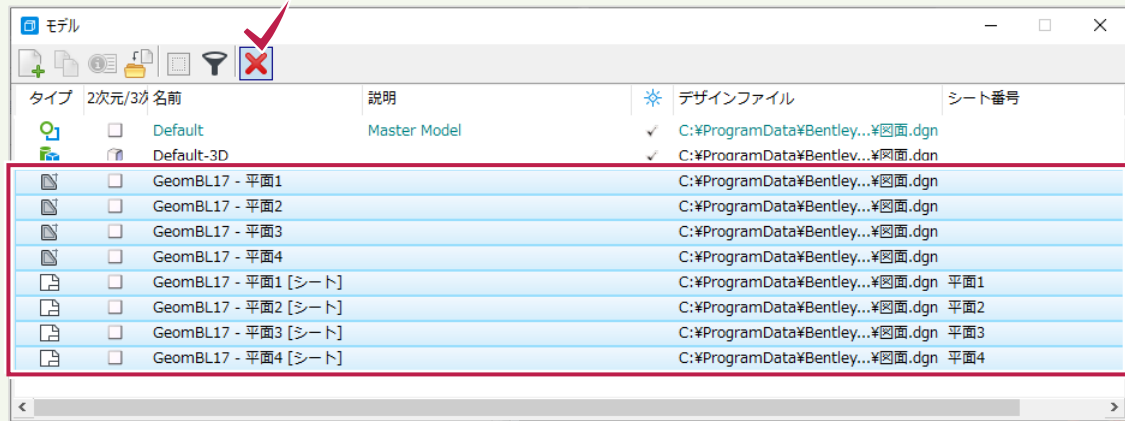 モデル
タイプ 2次元/3次 名前 説明 デザインファイル シート番号
Default Master Model C:¥ProgramData¥Bentley...¥図面.dgn
Default-3D C:¥ProgramData¥Bentley...¥図面.dgn
GeomBL17 - 平面1 C:¥ProgramData¥Bentley...¥図面.dgn
GeomBL17 - 平面2 C:¥ProgramData¥Bentley...¥図面.dgn
GeomBL17 - 平面3 C:¥ProgramData¥Bentley...¥図面.dgn
GeomBL17 - 平面4 C:¥ProgramData¥Bentley...¥図面.dgn
GeomBL17 - 平面1 [シート] C:¥ProgramData¥Bentley...¥図面.dgn 平面1
GeomBL17 - 平面2 [シート] C:¥ProgramData¥Bentley...¥図面.dgn 平面2
GeomBL17 - 平面3 [シート] C:¥ProgramData¥Bentley...¥図面.dgn 平面3
GeomBL17 - 平面4 [シート] C:¥ProgramData¥Bentley...¥図面.dgn 平面4